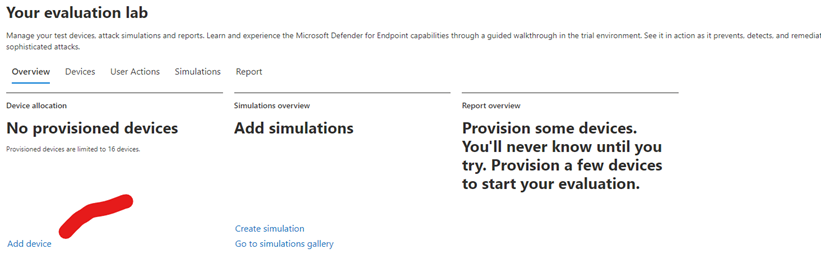 Your evaluation lab
Manage your test devices, attack simulations and reports. Learn and experience the Microsoft Defender for Endpoint capabilities through a guided walkthrough in the trial environment. See it in action as it prevents, detects, and
sophisticated attacks.
Overview Devices User Actions Simulations Report
Device allocation
No provisioned devices
Provisioned devices are limited to 16 devices.
Add device
Simulations overview
Add simulations
Create simulation
Go to simulations gallery
Report overview
Provision some devices.
You'll never know until you
try. Provision a few devices
to start your evaluation.